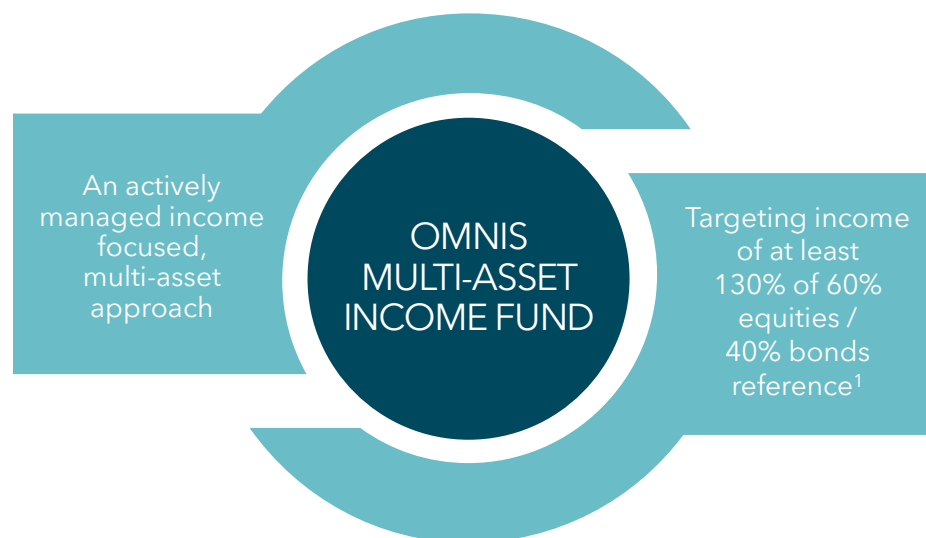 An actively
managed income
focused,
multi-asset
approach
OMNIS
MULTI-ASSET
INCOME FUND
Targeting income
of at least
130% of 60%
equities /
40% bonds
reference¹